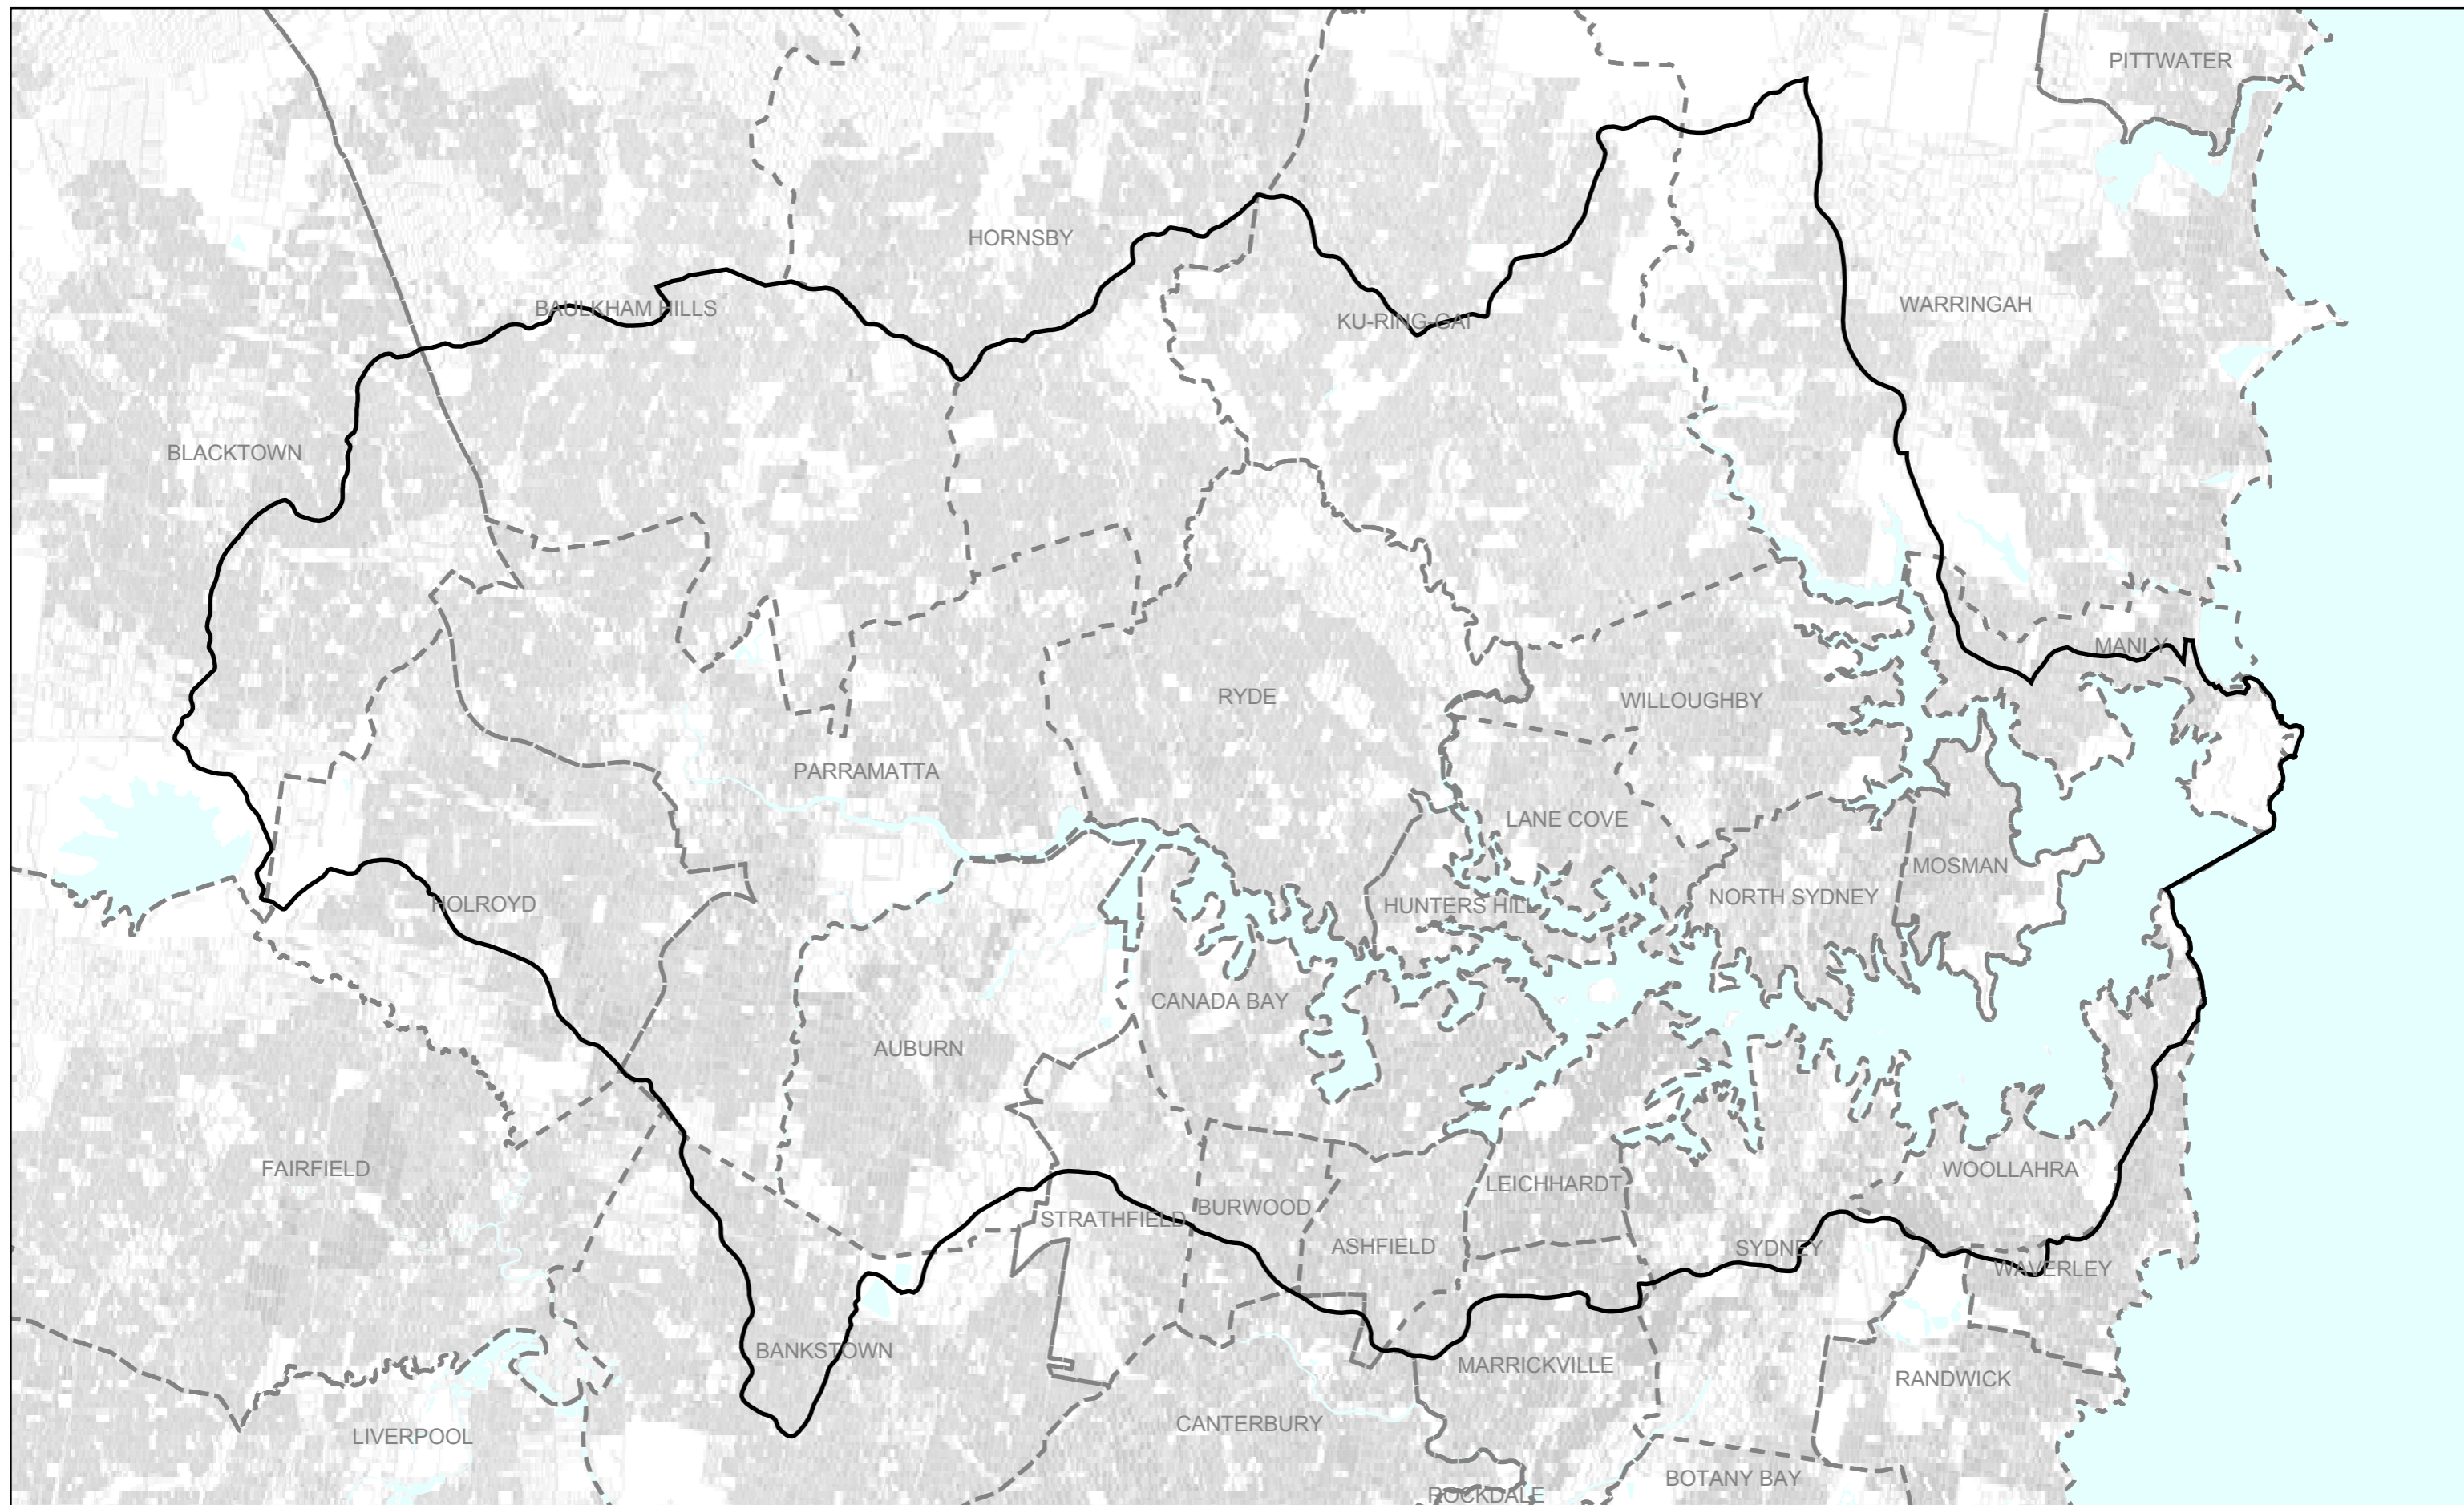 PITTWATER
HORNSBY
BAULKHAM HILLS
KU-RING-GAI
WARRINGAH
BLACKTOWN
MANLY
RYDE
WILLOUGHBY
PARRAMATTA
LANE COVE
MOSMAN
HOLROYD
HUNTERS HILL
NORTH SYDNEY
CANADA BAY
AUBURN
FAIRFIELD
WOOLLAHRA
LEICHHARDT
BURWOOD
STRATHFIELD
ASHFIELD
SYDNEY
WAVERLEY
BANKSTOWN
MARRICKVILLE
RANDWICK
CANTERBURY
LIVERPOOL
BOTANY BAY
ROCKDALE